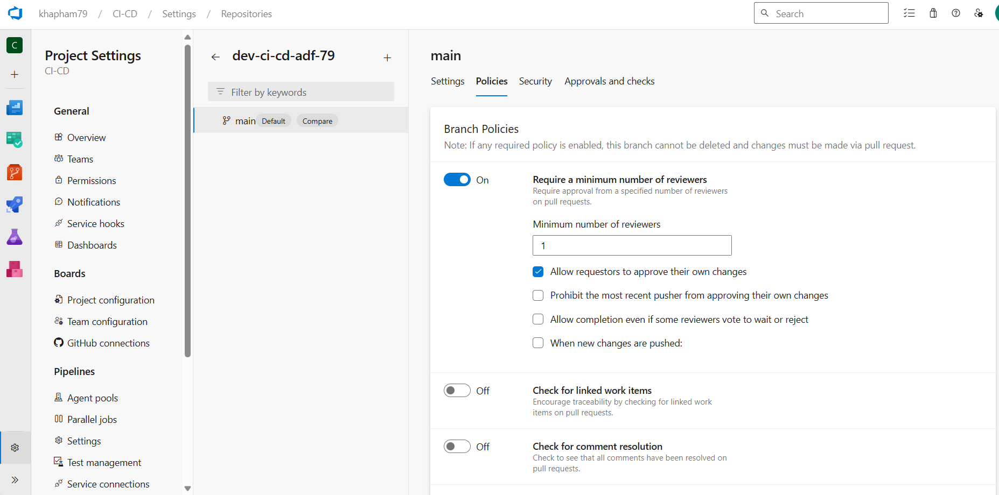 khapham79 / CI-CD / Settings / Repositories
Search
C
Project Settings
CI-CD
General
Overview
Teams
Permissions
Notifications
Service hooks
Dashboards
Boards
Project configuration
Team configuration
GitHub connections
Pipelines
Agent pools
Parallel jobs
Settings
Test management
Service connections
dev-ci-cd-adf-79
Filter by keywords
main Default Compare
main
Settings Policies Security Approvals and checks
Branch Policies
Note: If any required policy is enabled, this branch cannot be deleted and changes must be made via pull request.
On
Require a minimum number of reviewers
Require approval from a specified number of reviewers
on pull requests.
Minimum number of reviewers
1
Allow requestors to approve their own changes
Prohibit the most recent pusher from approving their own changes
Allow completion even if some reviewers vote to wait or reject
When new changes are pushed:
Off
Check for linked work items
Encourage traceability by checking for linked work
items on pull requests.
Off
Check for comment resolution
Check to see that all comments have been resolved on
pull requests.